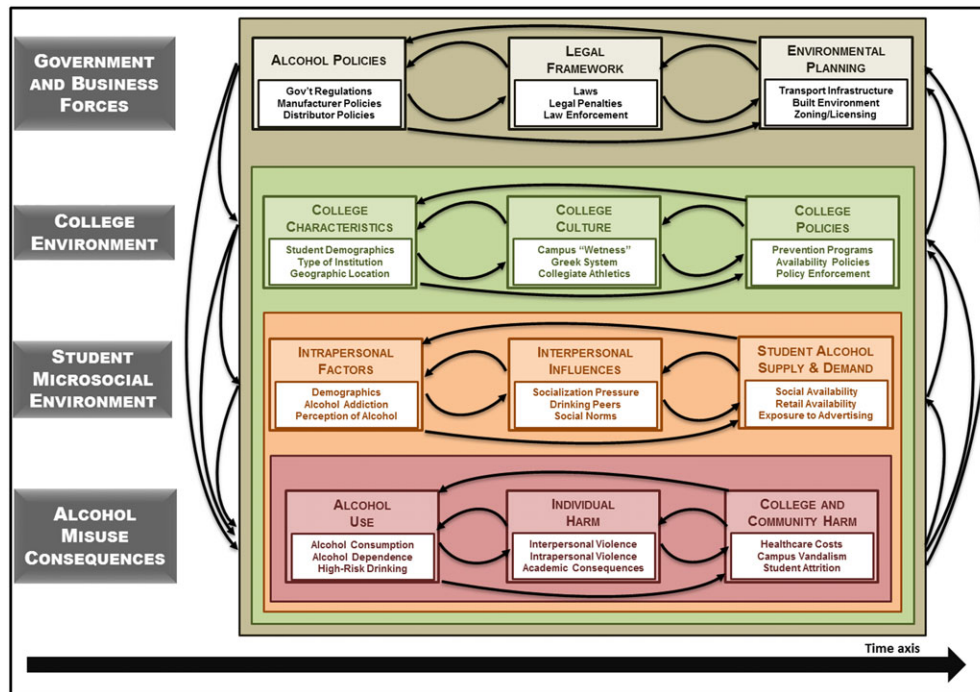 GOVERNMENT
AND BUSINESS
FORCES
ALCOHOL POLICIES
Gov't Regulations
Manufacturer Policies
Distributor Policies
LEGAL
FRAMEWORK
Laws
Legal Penalties
Law Enforcement
ENVIRONMENTAL
PLANNING
Transport Infrastructure
Built Environment
Zoning/Licensing
COLLEGE
ENVIRONMENT
COLLEGE
CHARACTERISTICS
Student Demographics
Type of Institution
Geographic Location
COLLEGE
CULTURE
Campus “Wetness”
Greek System
Collegiate Athletics
COLLEGE
POLICIES
Prevention Programs
Availability Policies
Policy Enforcement
STUDENT
MICROSOCIAL
ENVIRONMENT
INTRAPERSONAL
FACTORS
Demographics
Alcohol Addiction
Perception of Alcohol
INTERPERSONAL
INFLUENCES
Socialization Pressure
Drinking Peers
Social Norms
STUDENT ALCOHOL
SUPPLY & DEMAND
Social Availability
Retail Availability
Exposure to Advertising
ALCOHOL
MISUSE
CONSEQUENCES
ALCOHOL
USE
Alcohol Consumption
Alcohol Dependence
High-Risk Drinking
INDIVIDUAL
HARM
Interpersonal Violence
Intrapersonal Violence
Academic Consequences
COLLEGE AND
COMMUNITY HARM
Healthcare Costs
Campus Vandalism
Student Attrition
Time axis